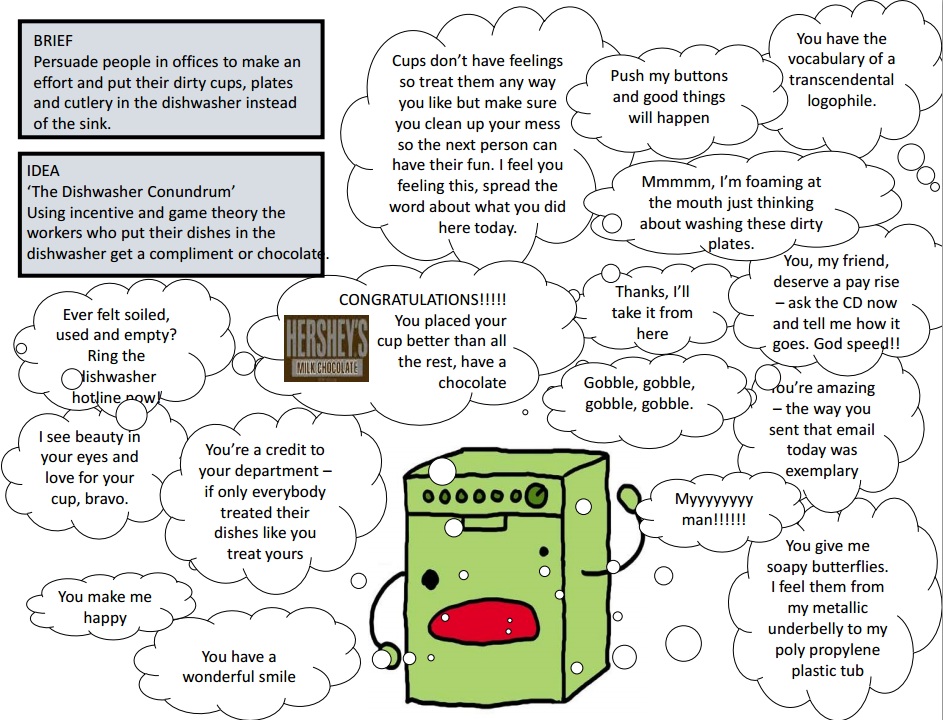 BRIEF
Persuade people in offices to make an
effort and put their dirty cups, plates
and cutlery in the dishwasher instead
of the sink.
IDEA
‘The Dishwasher Conundrum’
Using incentive and game theory the
workers who put their dishes in the
dishwasher get a compliment or chocolate.
Cups don’t have feelings
so treat them any way
you like but make sure
you clean up your mess
so the next person can
have their fun. I feel you
feeling this, spread the
word about what you did
here today.
Push my buttons
and good things
will happen
You have the
vocabulary of a
transcendental
logophile.
Mmmmm, I’m foaming at
the mouth just thinking
about washing these dirty
plates.
You, my friend,
deserve a pay rise
– ask the CD now
and tell me how it
goes. God speed!!
Thanks, I’ll
take it from
here
CONGRATULATIONS!!!!!
You placed your
cup better than all
the rest, have a
chocolate
HERSHEY'S
MILK CHOCOLATE
Ever felt soiled,
used and empty?
Ring the
dishwasher
hotline now!
Gobble, gobble,
gobble, gobble.
You’re amazing
– the way you
sent that email
today was
exemplary
I see beauty in
your eyes and
love for your
cup, bravo.
You’re a credit to
your department –
if only everybody
treated their
dishes like you
treat yours
Myyyyyyyy
man!!!!!!
You give me
soapy butterflies.
I feel them from
my metallic
underbelly to my
poly propylene
plastic tub
You make me
happy
You have a
wonderful smile